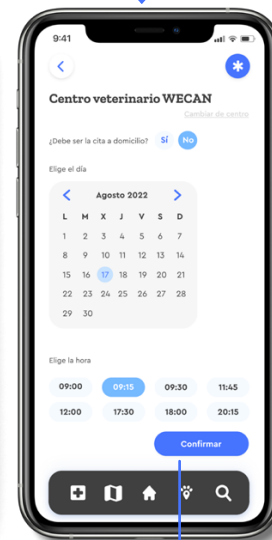 9:41
Centro veterinario WECAN
Cambiar de centro
¿Debe ser la cita a domicilio? Sí No
Elige el día
Agosto 2022
L M X J V S D
1 2 3 4 5 6 7
8 9 10 11 12 13 14
15 16 17 18 19 20 21
22 23 24 25 26 27 28
29 30
Elige la hora
09:00 09:15 09:30 11:45
12:00 17:30 18:00 20:15
Confirmar